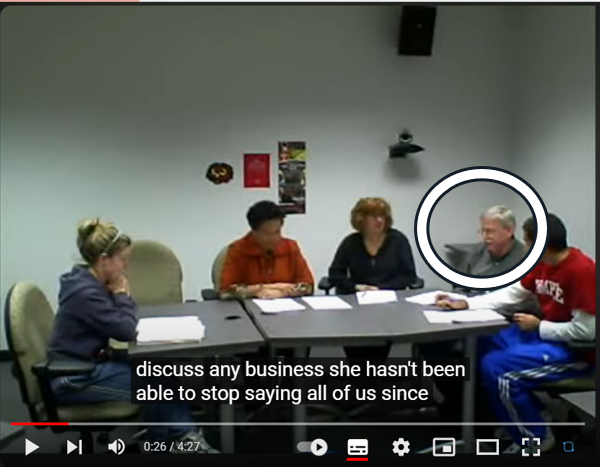 discuss any business she hasn't been
able to stop saying all of us since
0:26 / 4:27